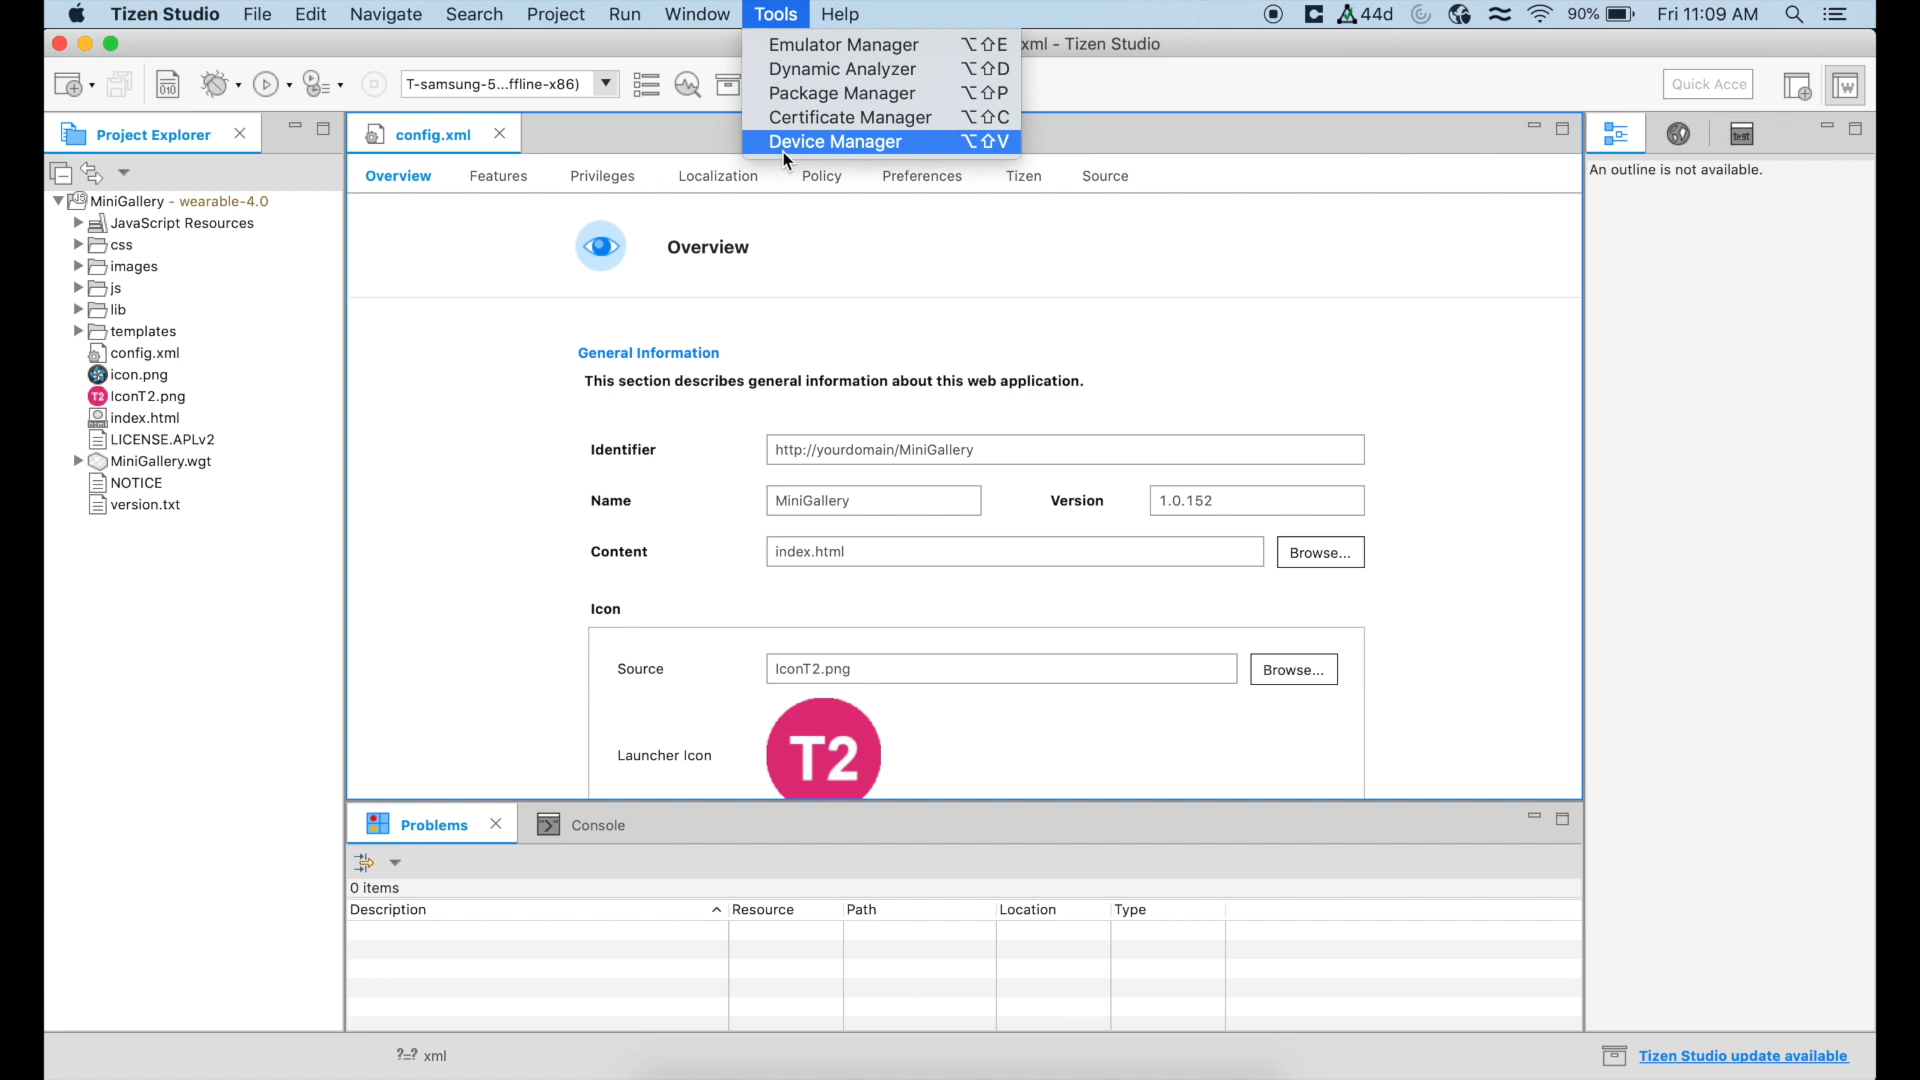 Tizen Studio File Edit Navigate Search Project Run Window Tools Help 44d 90% Fri 11:09 AM
xml - Tizen Studio
Emulator Manager ⌥⇧E
Dynamic Analyzer ⌥⇧D
Package Manager ⌥⇧P
Certificate Manager ⌥⇧C
Device Manager ⌥⇧V
010 T-samsung-5...ffline-x86) Quick Acce W
Project Explorer
config.xml
test
Overview Features Privileges Localization Policy Preferences Tizen Source
An outline is not available.
MiniGallery - wearable-4.0
JavaScript Resources
css
images
js
lib
templates
config.xml
icon.png
T2 IconT2.png
index.html
LICENSE.APLv2
MiniGallery.wgt
NOTICE
version.txt
Overview
General Information
This section describes general information about this web application.
Identifier http://yourdomain/MiniGallery
Name MiniGallery Version 1.0.152
Content index.html Browse...
Icon
Source IconT2.png Browse...
Launcher Icon T2
Problems Console
0 items
Description Resource Path Location Type
?=? xml
Tizen Studio update available